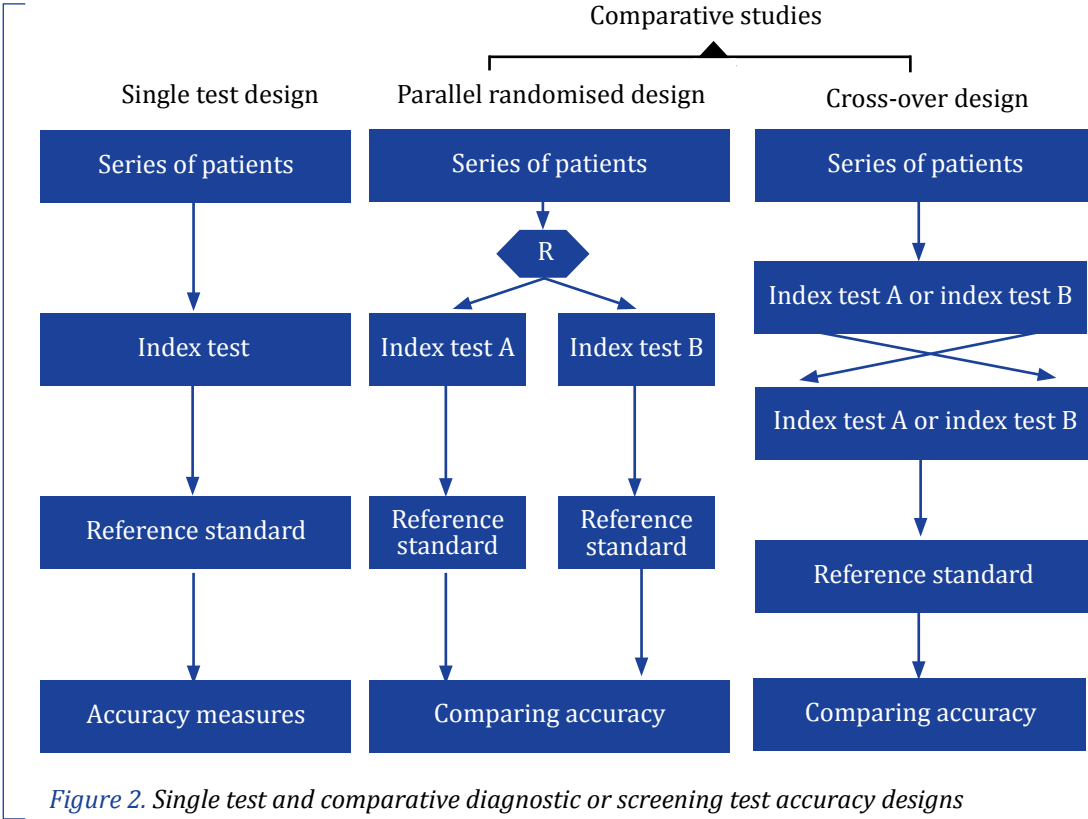 Comparative studies
Single test design
Series of patients
Index test
Reference standard
Accuracy measures
Parallel randomised design
Series of patients
R
Index test A
Index test B
Reference
standard
Reference
standard
Comparing accuracy
Cross-over design
Series of patients
Index test A or index test B
Index test A or index test B
Reference standard
Comparing accuracy
Figure 2. Single test and comparative diagnostic or screening test accuracy designs